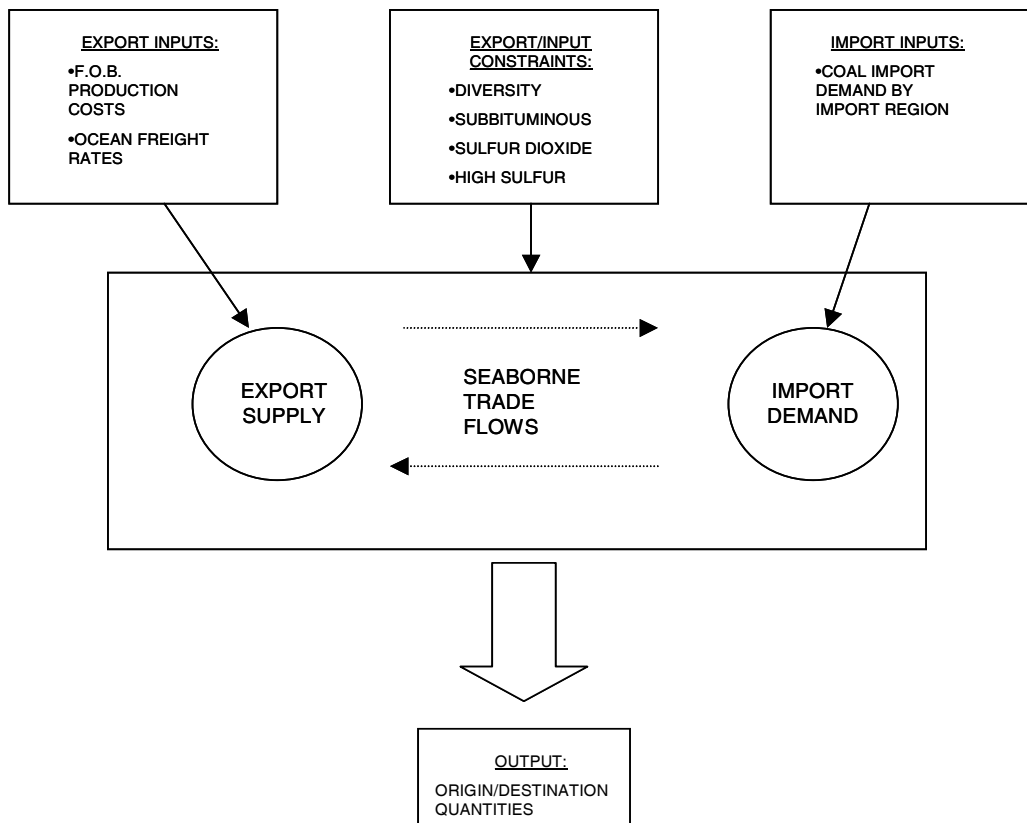 EXPORT INPUTS:
•F.O.B.
PRODUCTION
COSTS
•OCEAN FREIGHT
RATES
EXPORT/INPUT
CONSTRAINTS:
•DIVERSITY
•SUBBITUMINOUS
•SULFUR DIOXIDE
•HIGH SULFUR
IMPORT INPUTS:
•COAL IMPORT
DEMAND BY
IMPORT REGION
EXPORT
SUPPLY
SEABORNE
TRADE
FLOWS
IMPORT
DEMAND
OUTPUT:
ORIGIN/DESTINATION
QUANTITIES